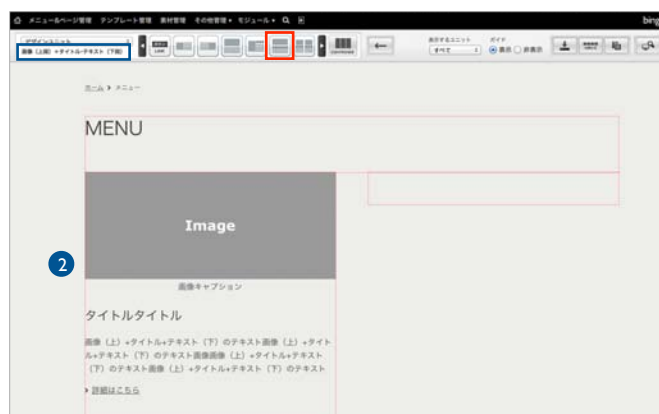 メニュー&ページ管理 テンプレート管理 素材管理 その他管理 モジュール bing
デザインユニット
画像（上揃）+タイトル+テキスト（下揃）
LINK
表示するユニット
すべて
ガイド
表示 非表示
ホーム > メニュー
MENU
Image
2
画像キャプション
タイトルタイトル
画像（上）+タイトル+テキスト（下）のテキスト画像（上）+タイト
ル+テキスト（下）のテキスト画像画像（上）+タイトル+テキスト
（下）のテキスト画像（上）+タイトル+テキスト（下）のテキスト
詳細はこちら